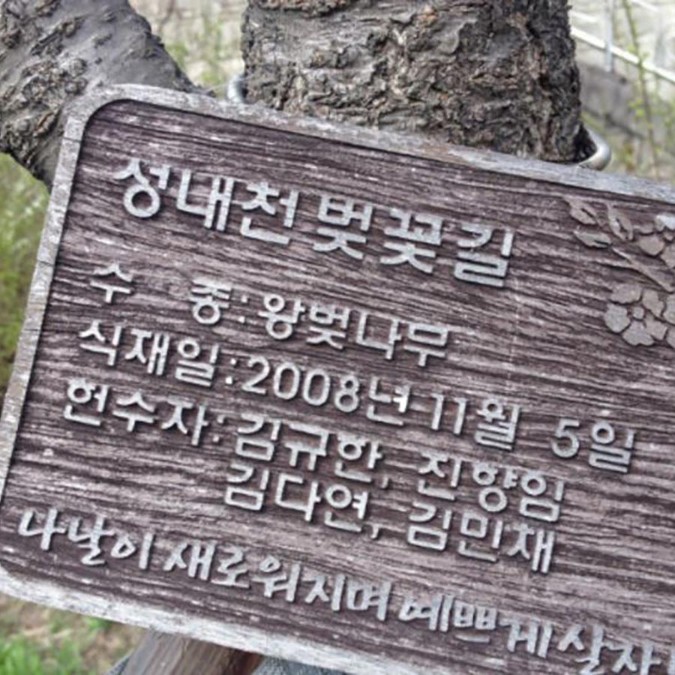 성내천 벚꽃길
수 종: 왕벚나무
식재일: 2008년 11월 5일
헌수자: 김규한, 진향임
김다연, 김민채
나날이 새로워지며 예쁘게 살자